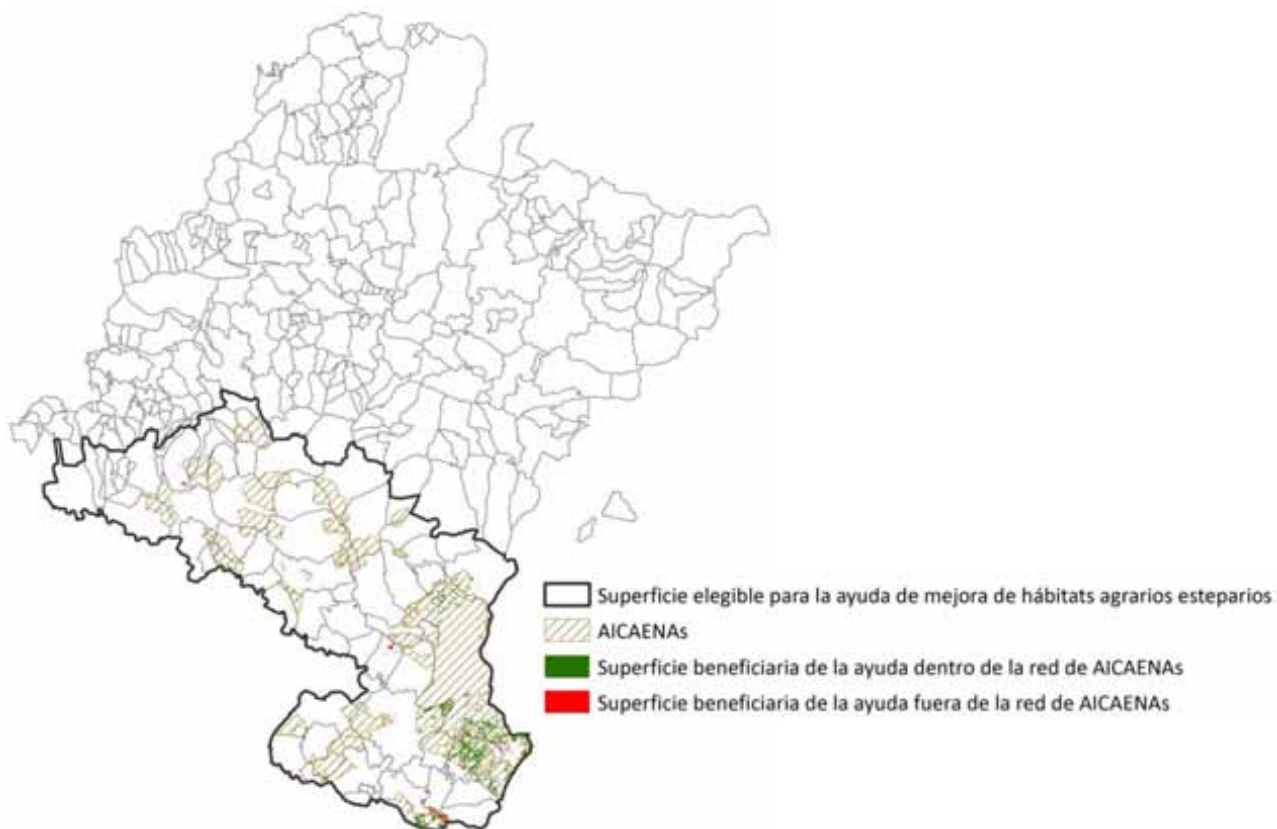 Superficie elegible para la ayuda de mejora de hábitats agrarios esteparios
AICAENAs
Superficie beneficiaria de la ayuda dentro de la red de AICAENAs
Superficie beneficiaria de la ayuda fuera de la red de AICAENAs